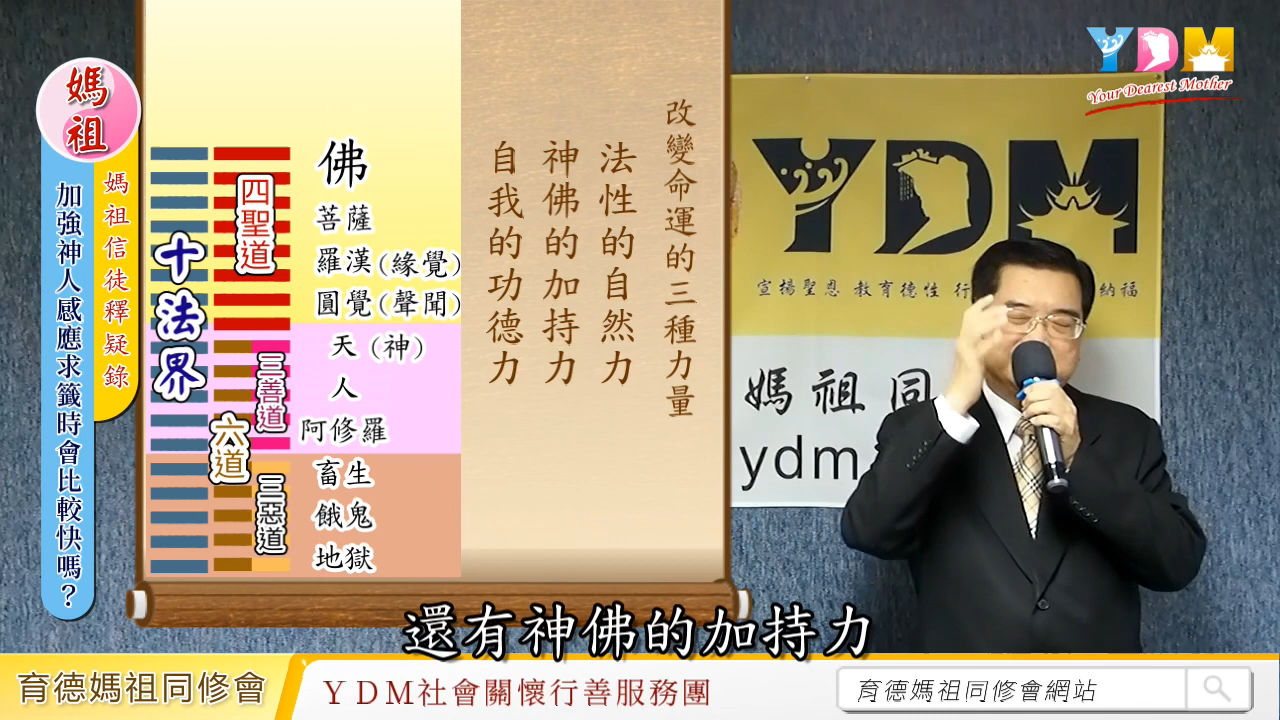 媽祖
媽祖信徒釋疑錄
加強神人感應求籤時會比較快嗎？
十法界
四聖道
六道
三善道
三惡道
佛
菩薩
羅漢(緣覺)
圓覺(聲聞)
天(神)
人
阿修羅
畜生
餓鬼
地獄
改變命運的三種力量
法性的自然力
神佛的加持力
自我的功德力
YDM
Your Dearest Mother
YDM
宣揚聖恩 教育德性 行
納福
媽祖同
ydm
還有神佛的加持力
育德媽祖同修會
YDM社會關懷行善服務團
育德媽祖同修會網站